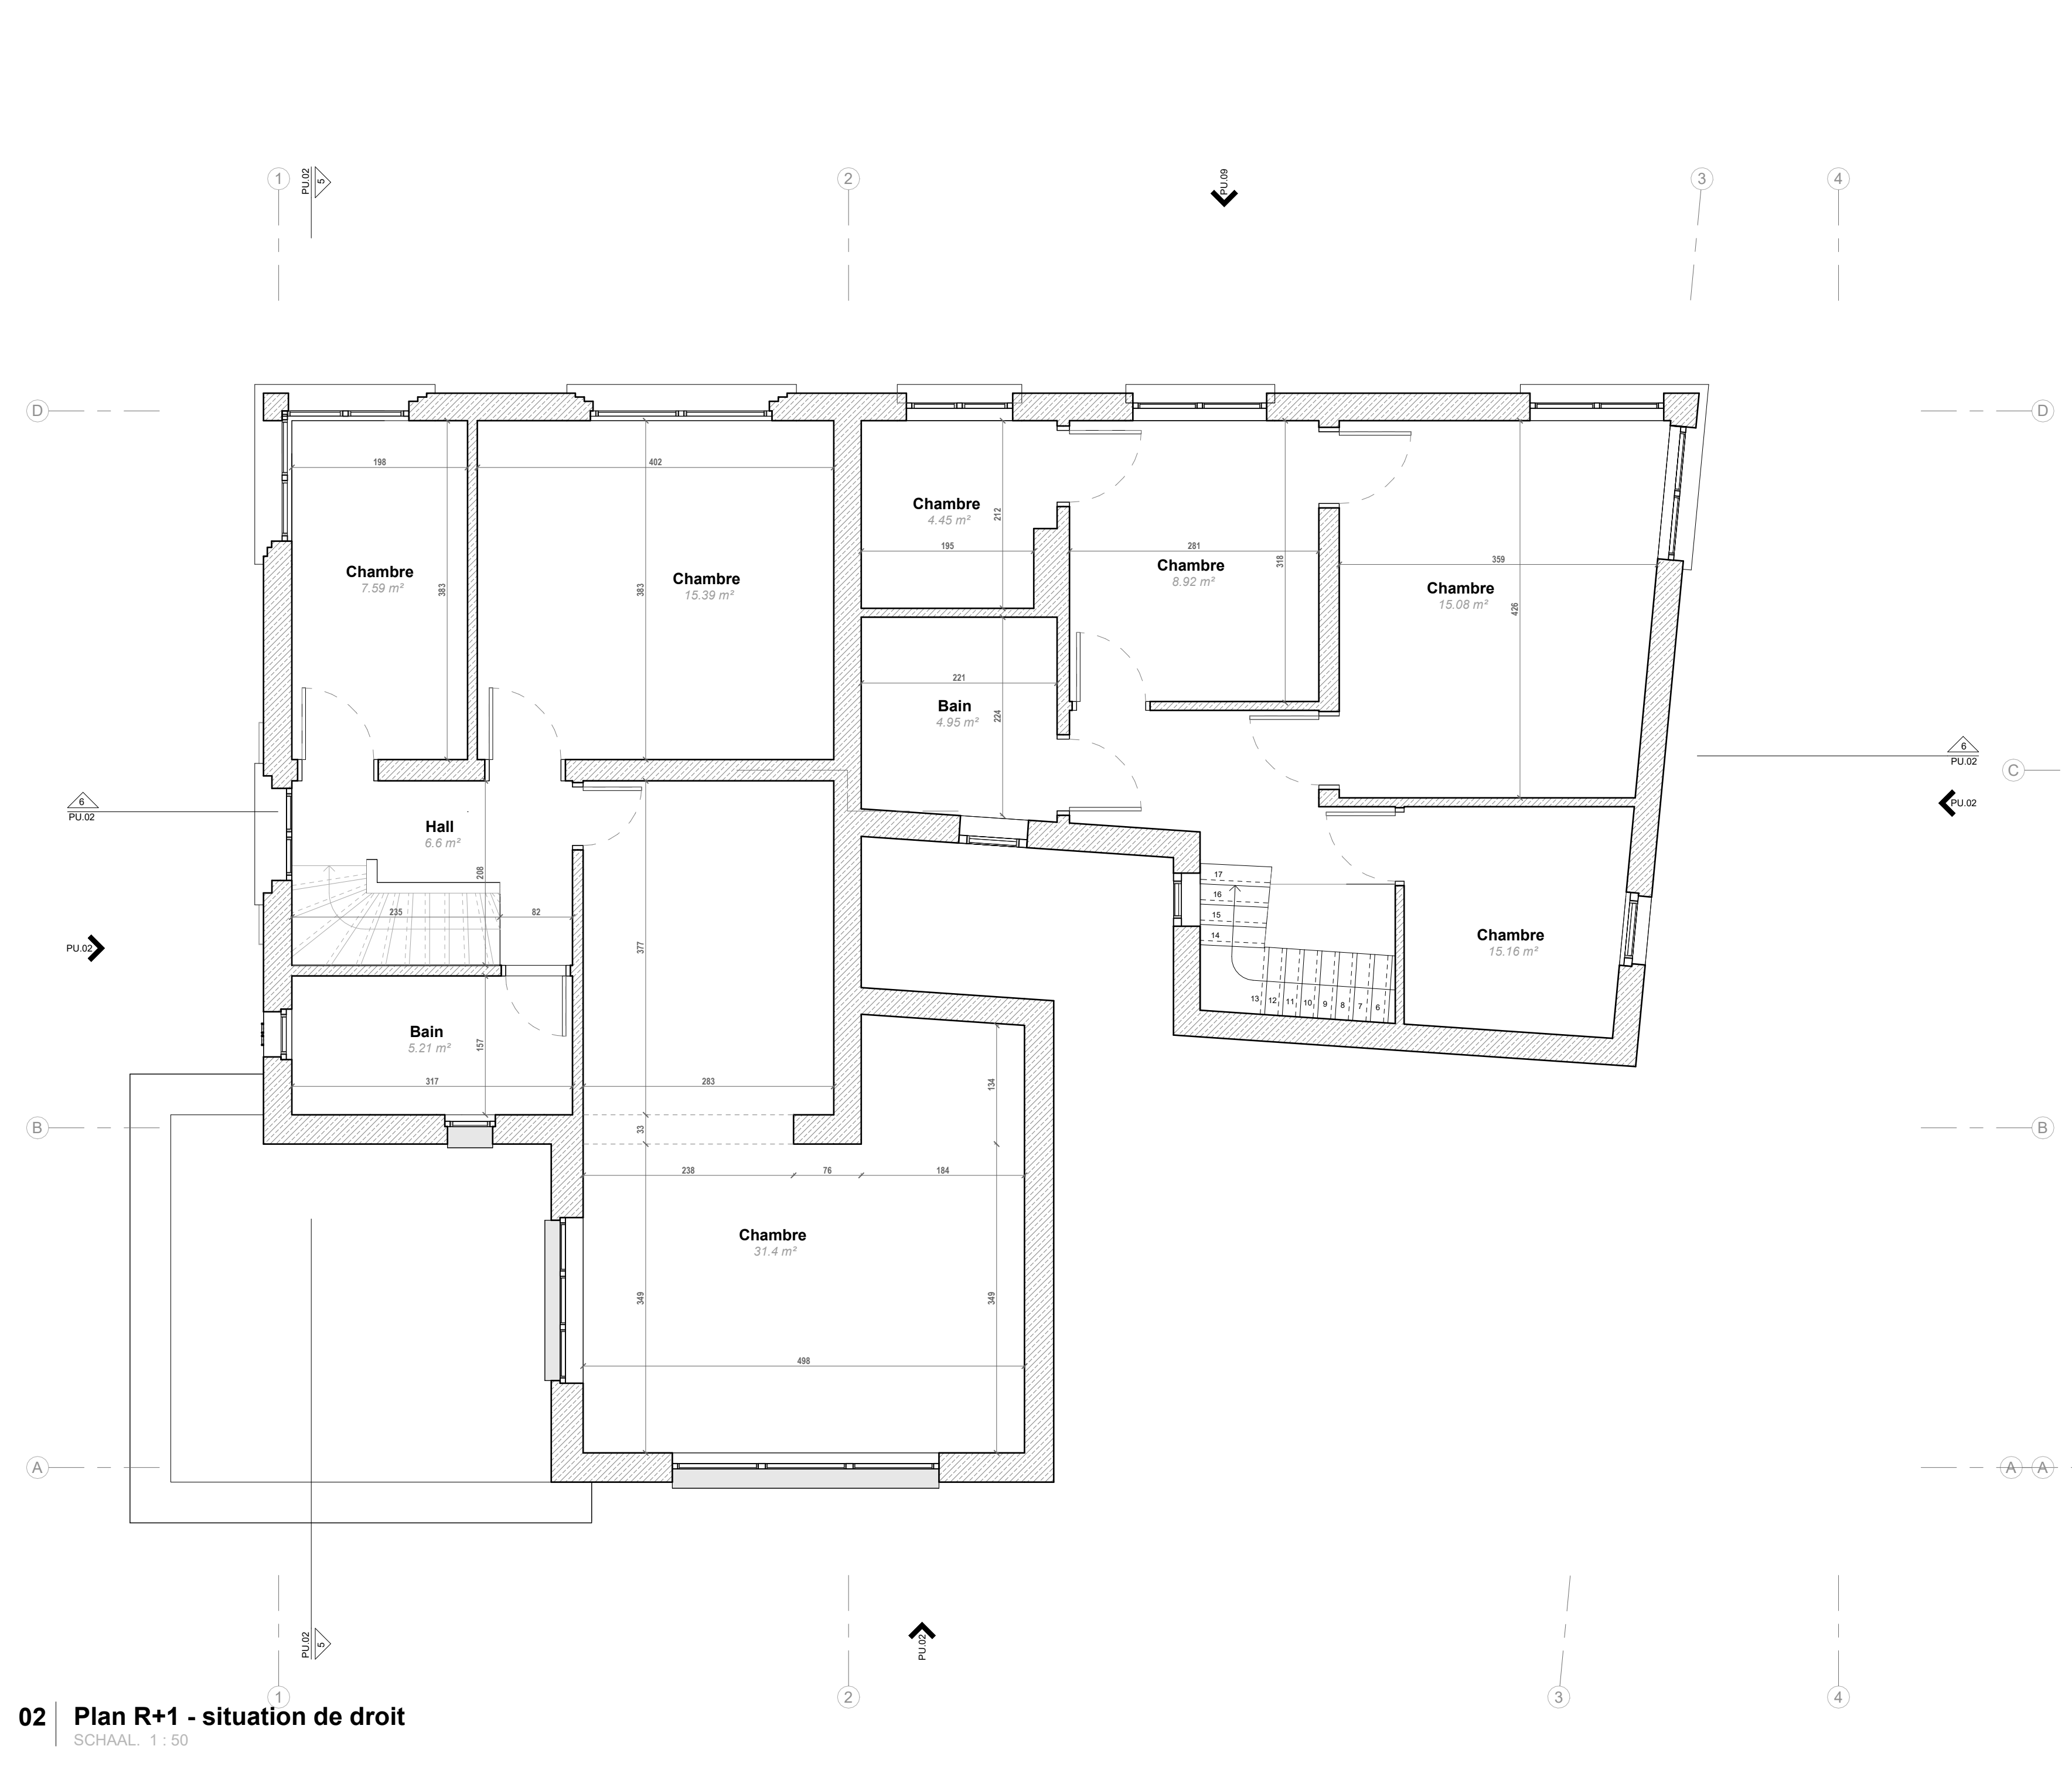 PU.02
5
PU.09
1
2
3
4
D
D
198
402
Chambre
4.45 m²
212
195
281
318
359
Chambre
8.92 m²
Chambre
7.59 m²
383
383
Chambre
15.39 m²
Chambre
15.08 m²
426
221
Bain
4.95 m²
224
6
PU.02
C
6
PU.02
PU.02
Hall
6.6 m²
208
235
82
17
16
15
14
13
12
11
10
9
8
7
6
Chambre
15.16 m²
PU.02
377
Bain
5.21 m²
157
317
283
134
B
33
B
238
76
184
Chambre
31.4 m²
349
349
498
A
A
A
PU.02
5
PU.02
1
2
3
4
02
Plan R+1 - situation de droit
SCHAAL. 1 : 50